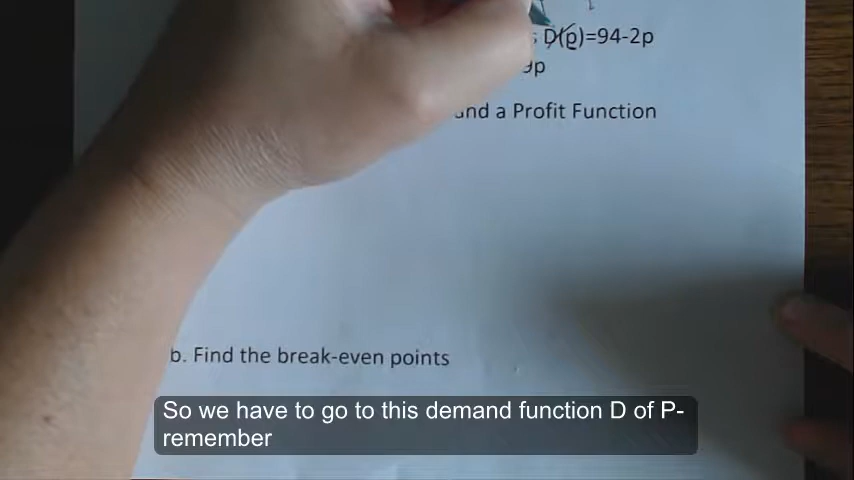 D(p)=94-2p
9p
and a Profit Function
b. Find the break-even points
So we have to go to this demand function D of P-
remember